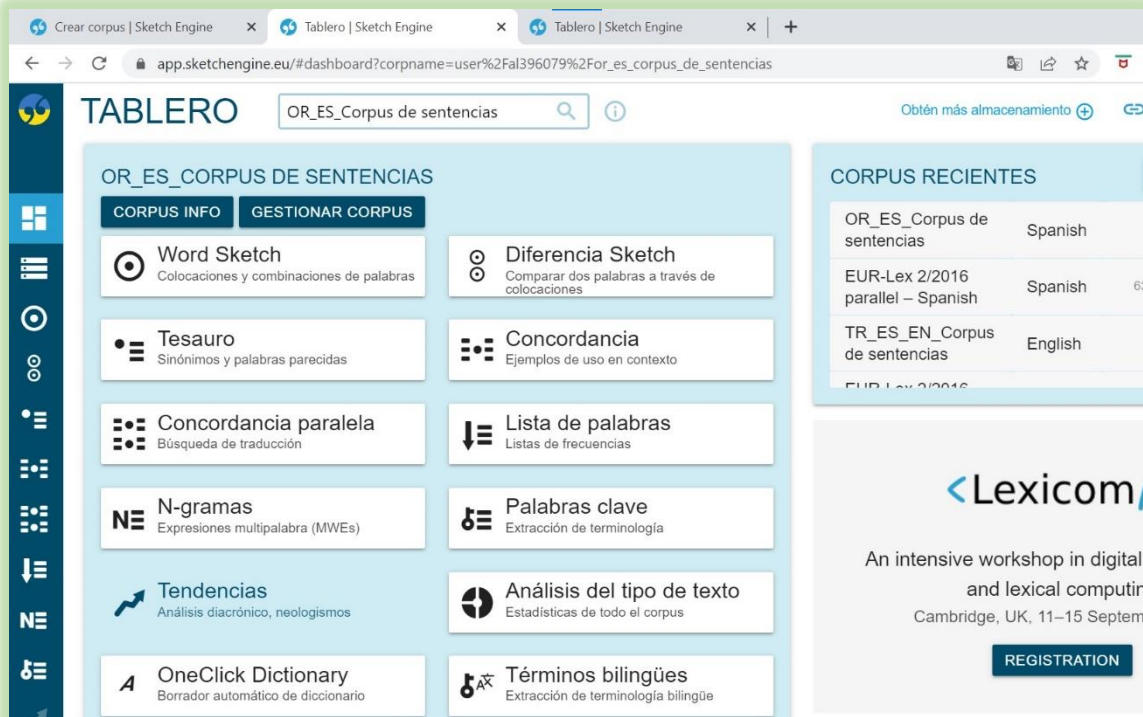 Crear corpus | Sketch Engine
Tablero | Sketch Engine
Tablero | Sketch Engine
app.sketchengine.eu/#dashboard?corpname=user%2Fal396079%2For_es_corpus_de_sentencias
TABLERO
OR_ES_Corpus de sentencias
Obtén más almacenamiento
OR_ES_CORPUS DE SENTENCIAS
CORPUS INFO
GESTIONAR CORPUS
Word Sketch
Colocaciones y combinaciones de palabras
Diferencia Sketch
Comparar dos palabras a través de
colocaciones
Tesauro
Sinónimos y palabras parecidas
Concordancia
Ejemplos de uso en contexto
Concordancia paralela
Búsqueda de traducción
Lista de palabras
Listas de frecuencias
N-gramas
Expresiones multipalabra (MWEs)
Palabras clave
Extracción de terminología
Tendencias
Análisis diacrónico, neologismos
Análisis del tipo de texto
Estadísticas de todo el corpus
OneClick Dictionary
Borrador automático de diccionario
Términos bilingües
Extracción de terminología bilingüe
CORPUS RECIENTES
OR_ES_Corpus de
sentencias
Spanish
EUR-Lex 2/2016
parallel – Spanish
Spanish
TR_ES_EN_Corpus
de sentencias
English
EUR-Lex 2/2016
<Lexicom
An intensive workshop in digital
and lexical
Cambridge, UK, 11–15
REGISTRATION